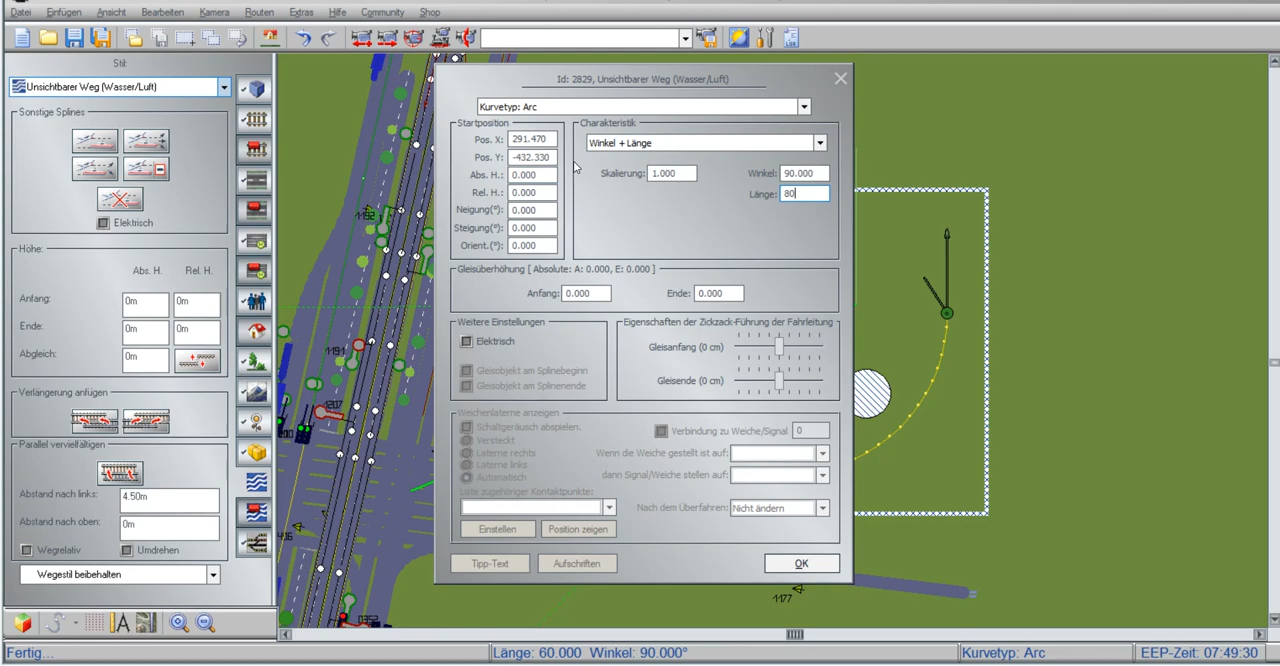 Datei Einfügen Ansicht Bearbeiten Kamera Routen Extras Hilfe Community Shop
Stil:
Unsichtbarer Weg (Wasser/Luft)
Sonstige Splines
Elektrisch
Höhe:
Abs. H. Rel. H.
Anfang: 0m 0m
Ende: 0m 0m
Abgleich: 0m
Verlängerung anfügen
Parallel vervielfältigen
Abstand nach links: 4.50m
Abstand nach oben: 0m
Wegrelativ Umdrehen
Wegestil beibehalten
Id: 2829, Unsichtbarer Weg (Wasser/Luft)
Kurvetyp: Arc
Startposition
Pos. X: 291.470
Pos. Y: -432.330
Abs. H.: 0.000
Rel. H.: 0.000
Neigung(°): 0.000
Steigung(°): 0.000
Orient.(°): 0.000
Charakteristik
Winkel + Länge
Skalierung: 1.000 Winkel: 90.000
Länge: 80
Gleisüberhöhung [ Absolute: A: 0.000, E: 0.000 ]
Anfang: 0.000 Ende: 0.000
Weitere Einstellungen
Elektrisch
Gleisobjekt am Splinebeginn
Gleisobjekt am Splinenende
Eigenschaften der Zickzack-Führung der Fahrleitung
Gleisanfang (0 cm)
Gleisende (0 cm)
Weichenlaterne anzeigen
Schaltgeräusch abspielen.
Versteckt
Laterne rechts
Laterne links
Automatisch
Liste zugehöriger Kontaktpunkte:
Einstellen Position zeigen
Verbindung zu Weiche/Signal 0
Wenn die Weiche gestellt ist auf:
dann Signal/Weiche stellen auf:
Nach dem Überfahren: Nicht ändern
Tipp-Text Aufschriften OK
1192
1191
1207
1177
Fertig... Länge: 60.000 Winkel: 90.000° Kurvetyp: Arc EEP-Zeit: 07:49:30